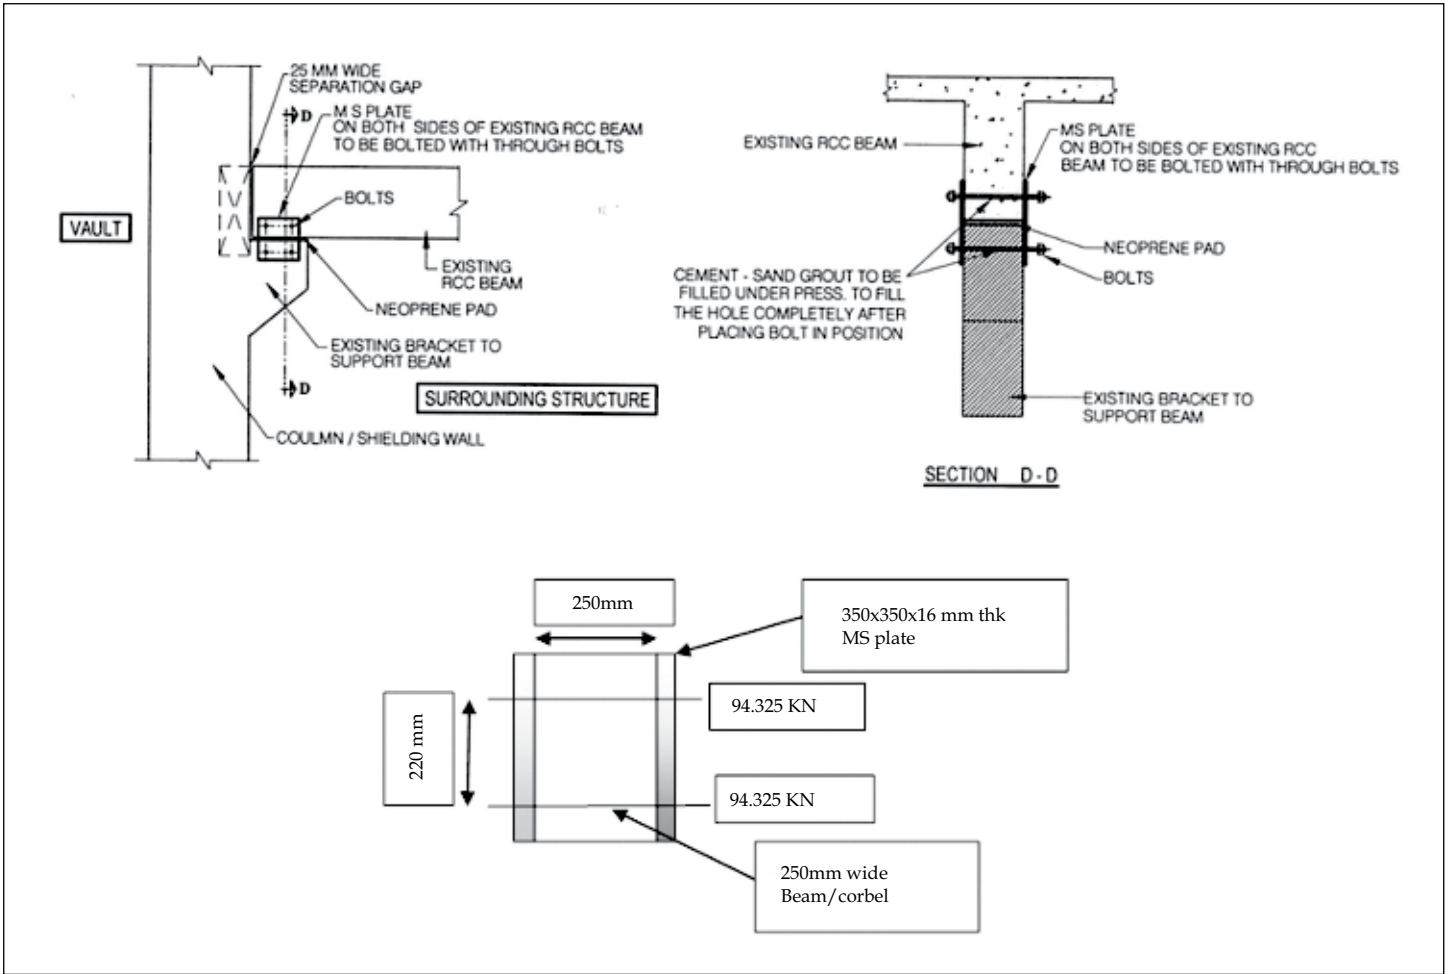 25 MM WIDE
SEPARATION GAP
D
M S PLATE
ON BOTH SIDES OF EXISTING RCC BEAM
TO BE BOLTED WITH THROUGH BOLTS
BOLTS
VAULT
EXISTING
RCC BEAM
NEOPRENE PAD
EXISTING BRACKET TO
SUPPORT BEAM
D
SURROUNDING STRUCTURE
COULMN / SHIELDING WALL
EXISTING RCC BEAM
MS PLATE
ON BOTH SIDES OF EXISTING RCC
BEAM TO BE BOLTED WITH THROUGH BOLTS
NEOPRENE PAD
BOLTS
CEMENT - SAND GROUT TO BE
FILLED UNDER PRESS. TO FILL
THE HOLE COMPLETELY AFTER
PLACING BOLT IN POSITION
EXISTING BRACKET TO
SUPPORT BEAM
SECTION D - D
250mm
350x350x16 mm thk
MS plate
94.325 KN
220 mm
94.325 KN
250mm wide
Beam/corbel